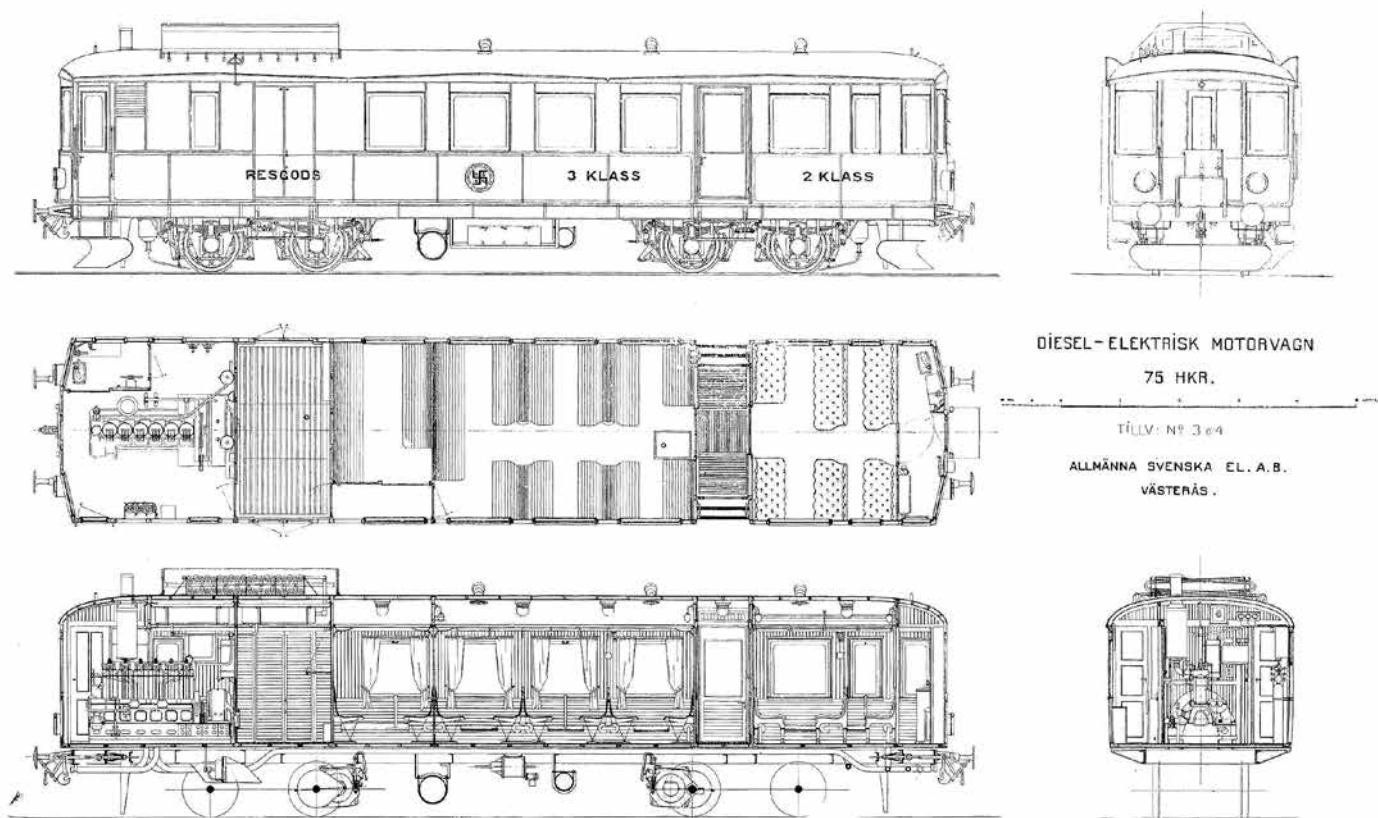 RESGODS
3 KLASS
2 KLASS
DIESEL-ELEKTRISK MOTORVAGN
75 HKR.
TILLV: Nº 364
ALLMÄNNA SVENSKA EL. A.B.
VÄSTERÅS.